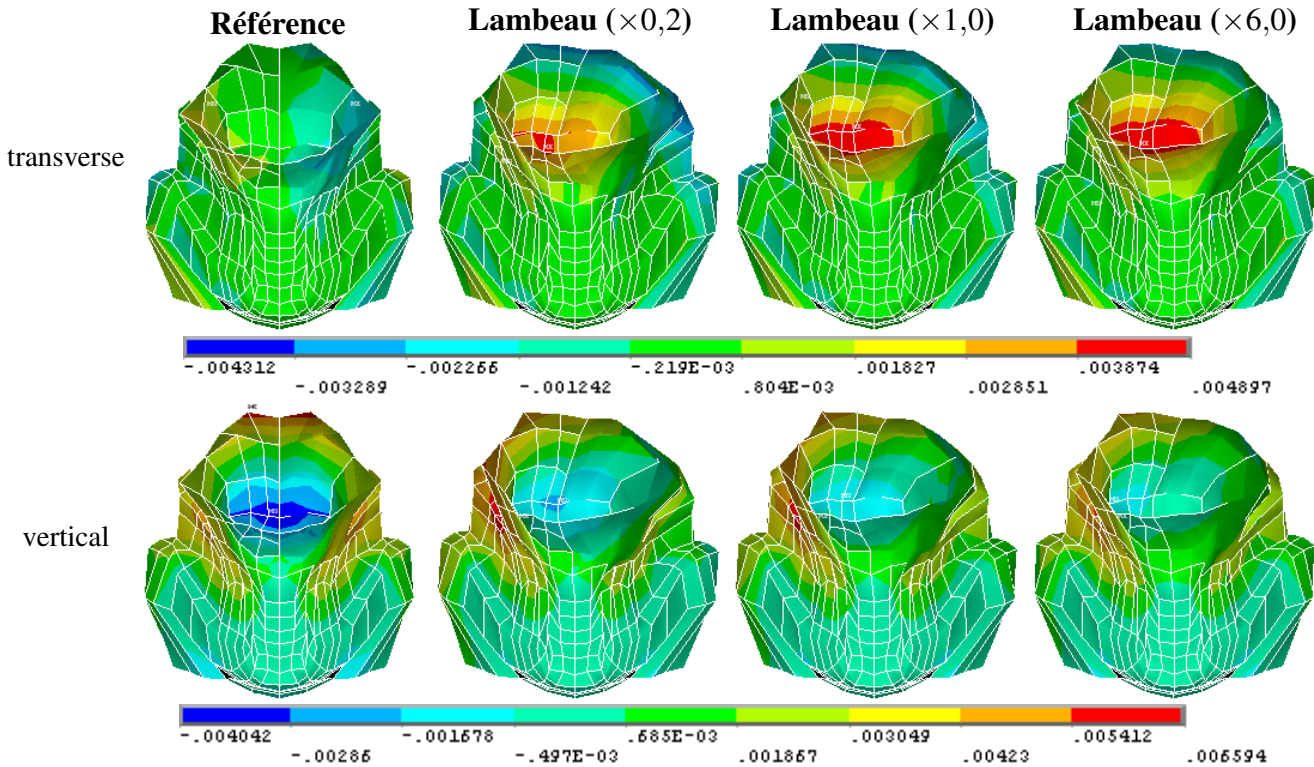 Référence Lambeau (×0,2) Lambeau (×1,0) Lambeau (×6,0)
transverse
-.004312 -.002266 -.219E-03 .001827 .003874
-.003289 -.001242 .804E-03 .002851 .004897
vertical
-.004042 -.001678 .685E-03 .003049 .005412
-.00286 -.497E-03 .001867 .00423 .006594